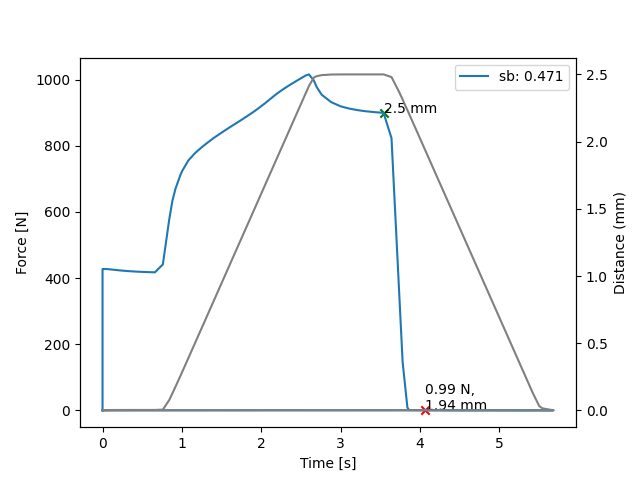 sb: 0.471
2.5 mm
0.99 N,
1.94 mm
Force [N]
1000
800
600
400
200
0
Distance (mm)
2.5
2.0
1.5
1.0
0.5
0.0
0 1 2 3 4 5
Time [s]